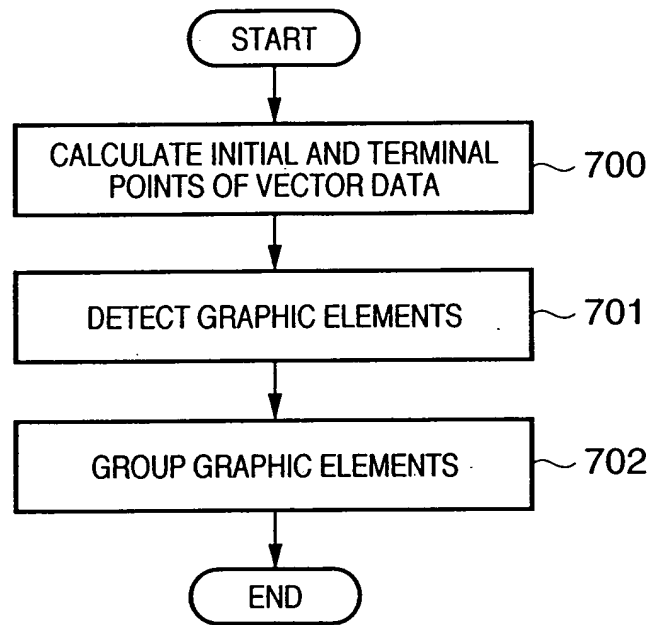 START
CALCULATE INITIAL AND TERMINAL
POINTS OF VECTOR DATA
700
DETECT GRAPHIC ELEMENTS
701
GROUP GRAPHIC ELEMENTS
702
END